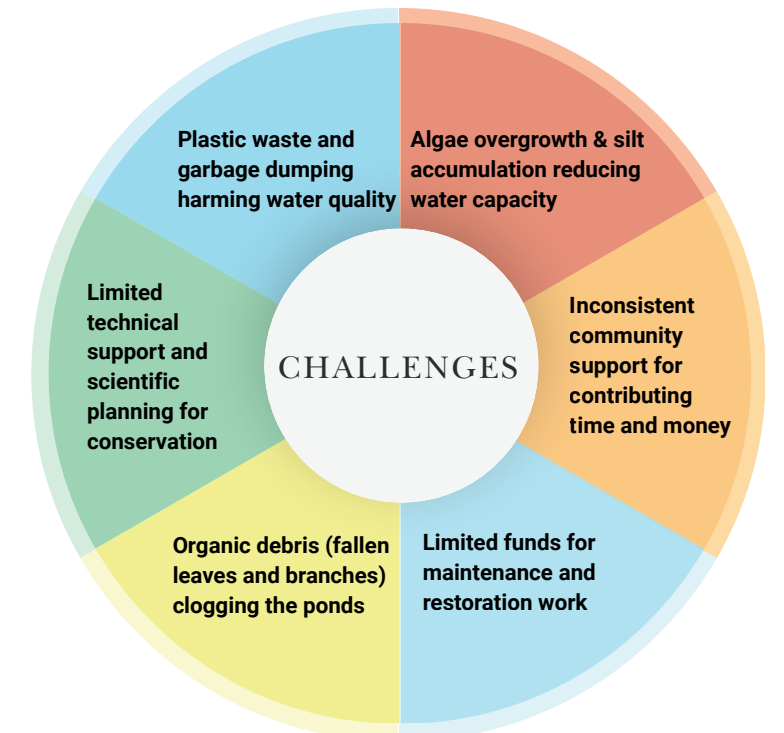 CHALLENGES
Algae overgrowth & silt
accumulation reducing
water capacity
Inconsistent
community
support for
contributing
time and money
Limited funds for
maintenance and
restoration work
Organic debris (fallen
leaves and branches)
clogging the ponds
Limited
technical
support and
scientific
planning for
conservation
Plastic waste and
garbage dumping
harming water quality